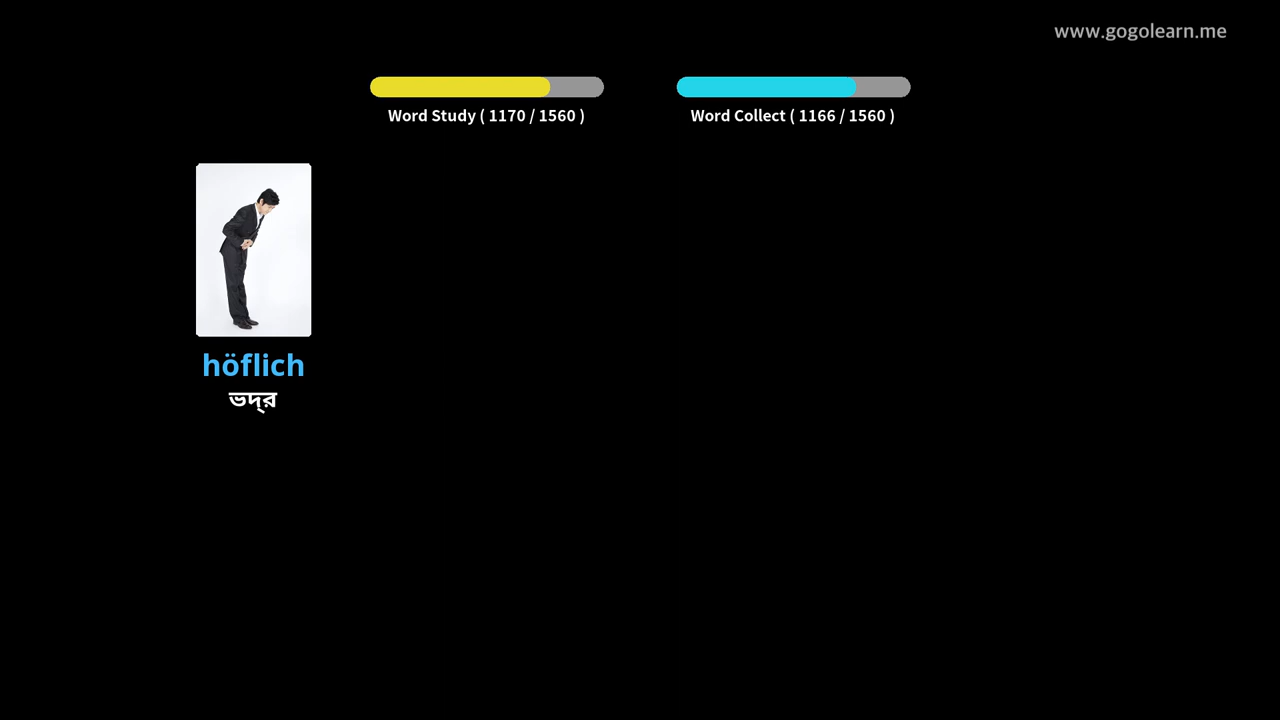 www.gogolearn.me
Word Study ( 1170 / 1560 )
Word Collect ( 1166 / 1560 )
höflich
ভদ্র